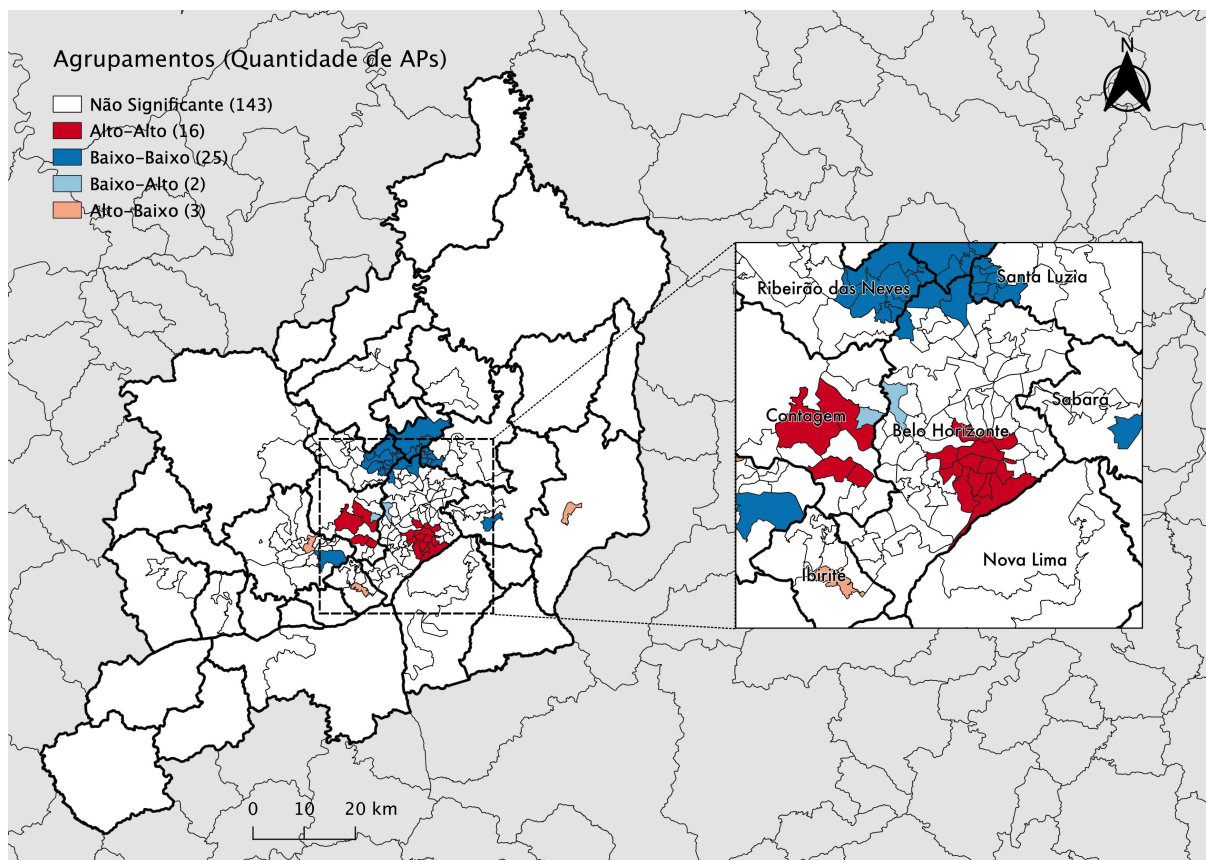 Agrupamentos (Quantidade de APs)
Não Significante (143)
Alto-Alto (16)
Baixo-Baixo (25)
Baixo-Alto (2)
Alto-Baixo (3)
N
Ribeirão das Neves
Santa Luzia
Contagem
Sabará
Belo Horizonte
Ibirité
Nova Lima
0 10 20 km